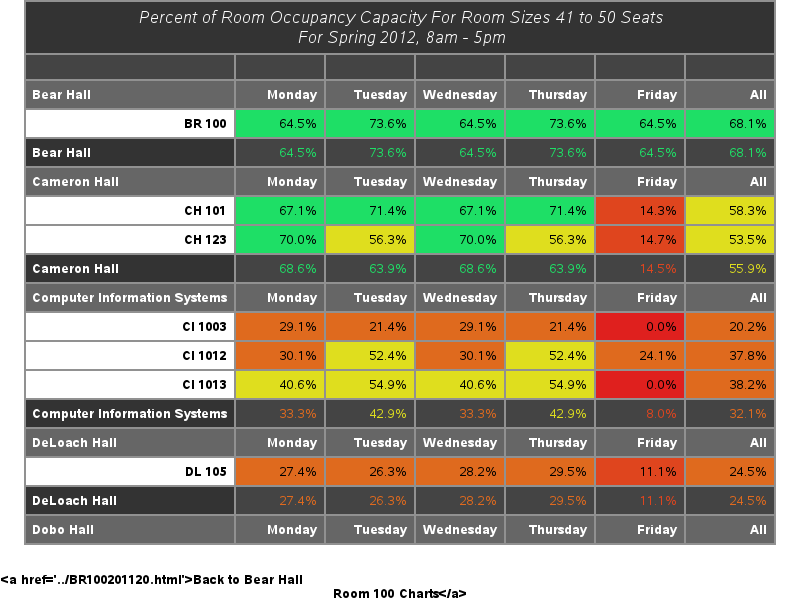 Percent of Room Occupancy Capacity For Room Sizes 41 to 50 Seats
For Spring 2012, 8am - 5pm
Bear Hall Monday Tuesday Wednesday Thursday Friday All
BR 100 64.5% 73.6% 64.5% 73.6% 64.5% 68.1%
Bear Hall 64.5% 73.6% 64.5% 73.6% 64.5% 68.1%
Cameron Hall Monday Tuesday Wednesday Thursday Friday All
CH 101 67.1% 71.4% 67.1% 71.4% 14.3% 58.3%
CH 123 70.0% 56.3% 70.0% 56.3% 14.7% 53.5%
Cameron Hall 68.6% 63.9% 68.6% 63.9% 14.5% 55.9%
Computer Information Systems Monday Tuesday Wednesday Thursday Friday All
CI 1003 29.1% 21.4% 29.1% 21.4% 0.0% 20.2%
CI 1012 30.1% 52.4% 30.1% 52.4% 24.1% 37.8%
CI 1013 40.6% 54.9% 40.6% 54.9% 0.0% 38.2%
Computer Information Systems 33.3% 42.9% 33.3% 42.9% 8.0% 32.1%
DeLoach Hall Monday Tuesday Wednesday Thursday Friday All
DL 105 27.4% 26.3% 28.2% 29.5% 11.1% 24.5%
DeLoach Hall 27.4% 26.3% 28.2% 29.5% 11.1% 24.5%
Dobo Hall Monday Tuesday Wednesday Thursday Friday All
<a href='../BR100201120.html'>Back to Bear Hall
Room 100 Charts</a>